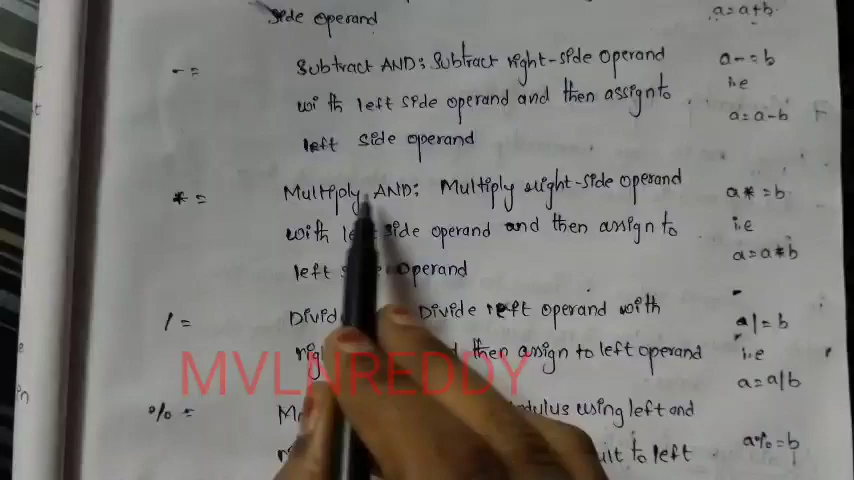 side operand a=a+b
-= Subtract AND: Subtract right-side operand a-=b
with left side operand and then assign to i.e
left side operand a=a-b
*= Multiply AND: Multiply right-side operand a*=b
with side operand and then assign to i.e
left operand a=a*b
/= Divide left operand with a/=b
then assign to left operand i.e
a=a/b
%= using left and
to left a%=b
MVLNREDDY